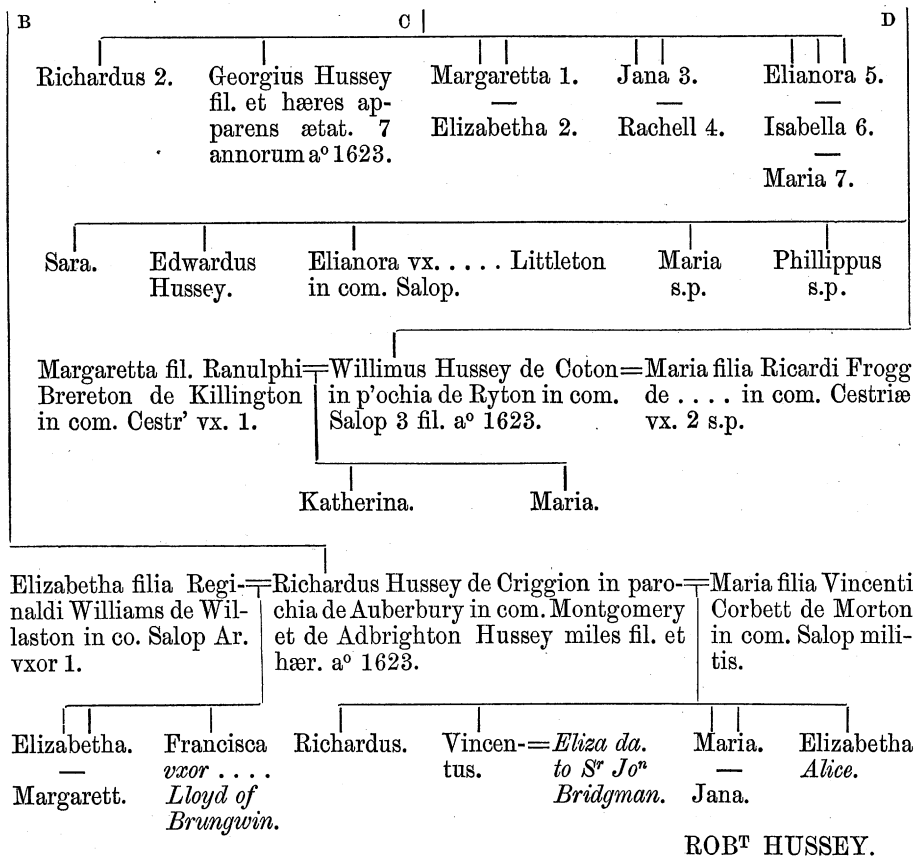 B C D
Richardus 2. Georgius Hussey Margaretta 1. Jana 3. Elianora 5.
fil. et hæres ap-
parens ætat. 7 Elizabetha 2. Rachell 4. Isabella 6.
annorum aº 1623.
Maria 7.
Sara. Edwardus Elianora vx. . . . . . Littleton Maria Phillippus
Hussey. in com. Salop. s.p. s.p.
Margaretta fil. Ranulphi=Willimus Hussey de Coton=Maria filia Ricardi Frogg
Brereton de Killington in p'ochia de Ryton in com. de . . . . in com. Cestriæ
in com. Cestr' vx. 1. Salop 3 fil. aº 1623. vx. 2 s.p.
Katherina. Maria.
Elizabetha filia Regi-=Richardus Hussey de Criggion in paro-=Maria filia Vincenti
naldi Williams de Wil- chia de Auberbury in com. Montgomery Corbett de Morton
laston in co. Salop Ar. et de Adbrighton Hussey miles fil. et in com. Salop mili-
vxor 1. hær. aº 1623. tis.
Elizabetha. Francisca Richardus. Vincen-=Eliza da. Maria. Elizabetha
— vxor . . . . tus. to Sʳ Joⁿ — Alice.
Margarett. Lloyd of Bridgman. Jana.
Brungwin.
ROBᵀ HUSSEY.